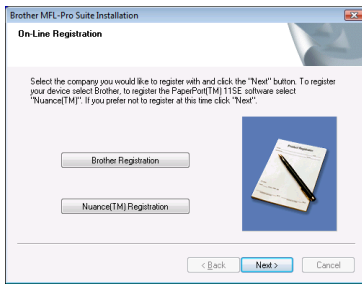 Brother MFL-Pro Suite Installation
On-Line Registration
Select the company you would like to register with and click the "Next" button. To register
your device select Brother, to register the PaperPort(TM) 11SE software select
"Nuance(TM)". If you prefer not to register at this time click "Next".
Brother Registration
Nuance(TM) Registration
< Back
Next >
Cancel